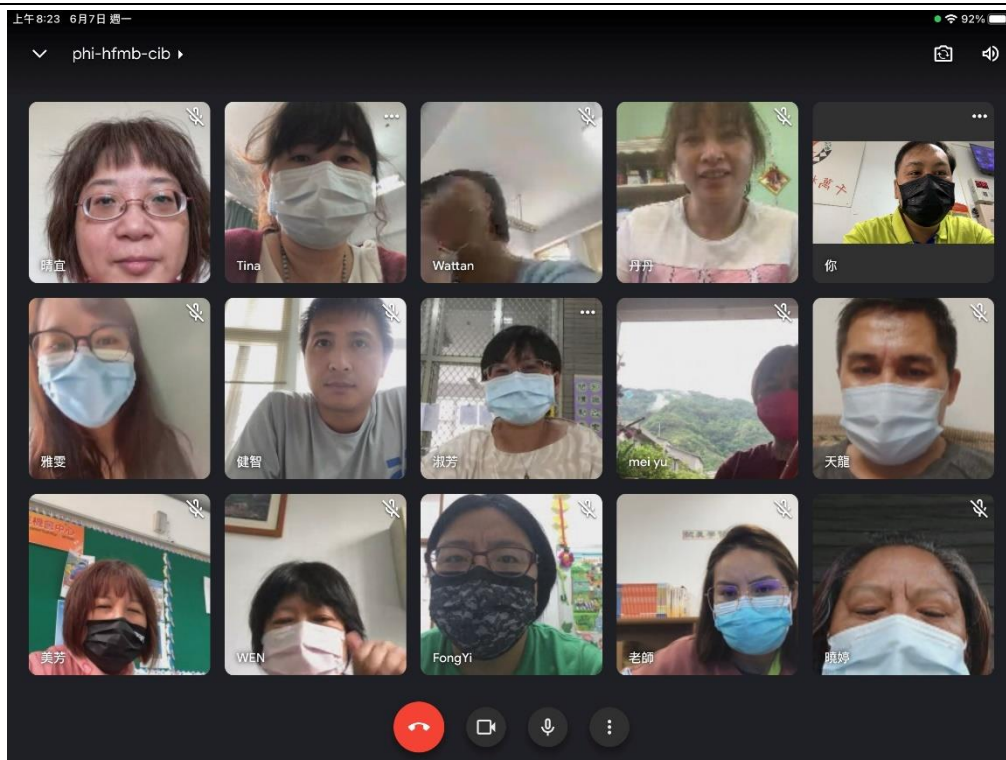 上午8:23 6月7日 週一
92%
phi-hfmb-cib
晴宜
Tina
Wattan
丹丹
你
雅雯
健智
淑芳
mei yu
天龍
美芳
WEN
FongYi
老師
曉婷